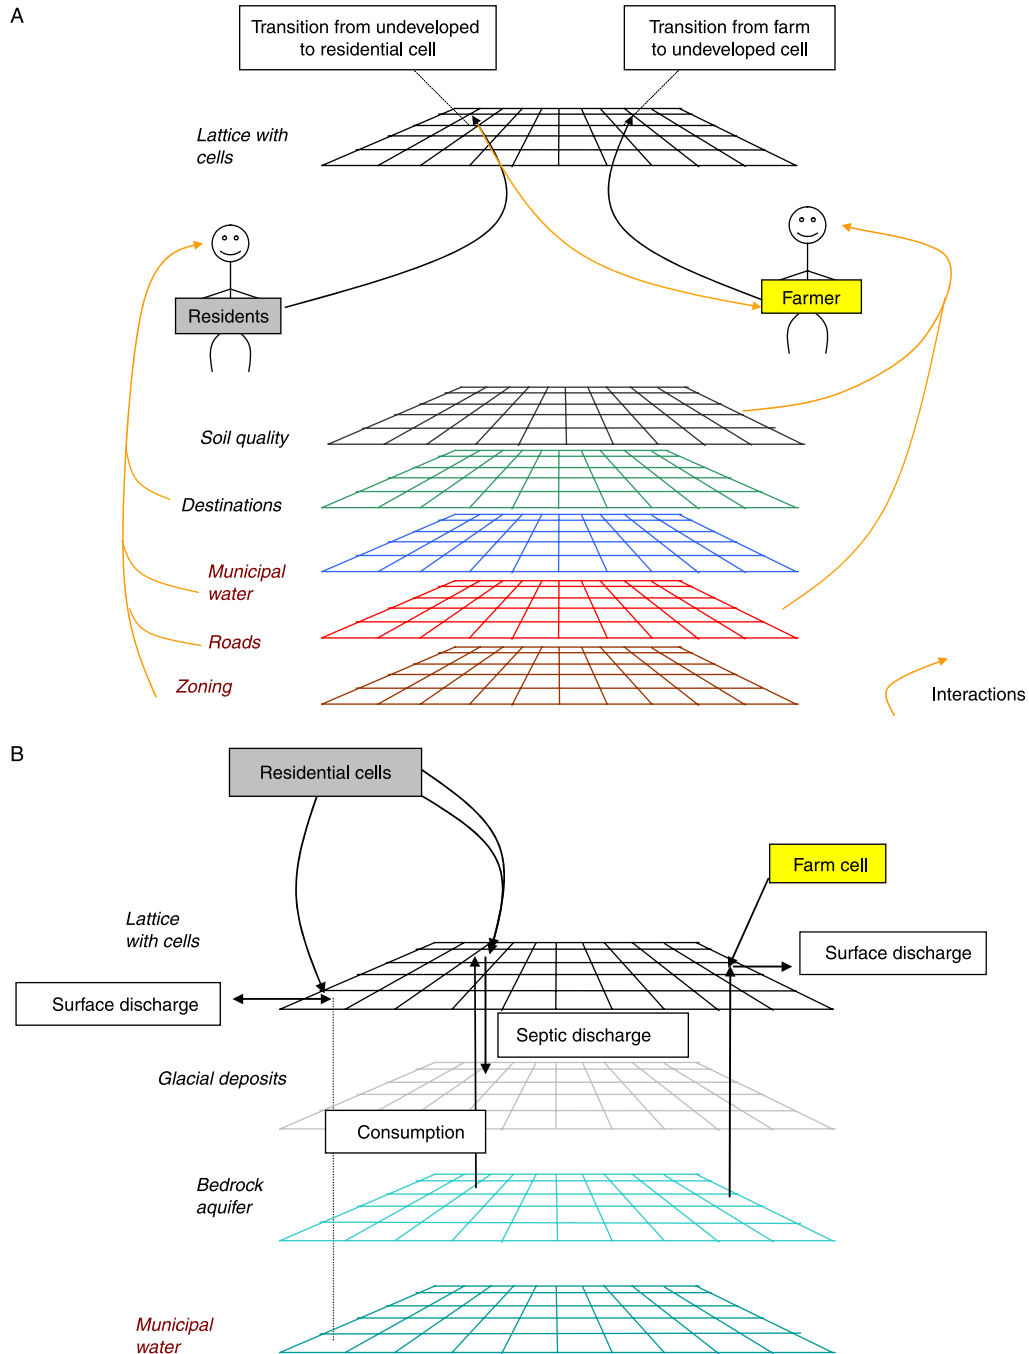 A
Transition from undeveloped
to residential cell
Transition from farm
to undeveloped cell
Lattice with
cells
Residents
Farmer
Soil quality
Destinations
Municipal
water
Roads
Zoning
Interactions
B
Residential cells
Farm cell
Lattice
with cells
Surface discharge
Surface discharge
Septic discharge
Glacial deposits
Consumption
Bedrock
aquifer
Municipal
water